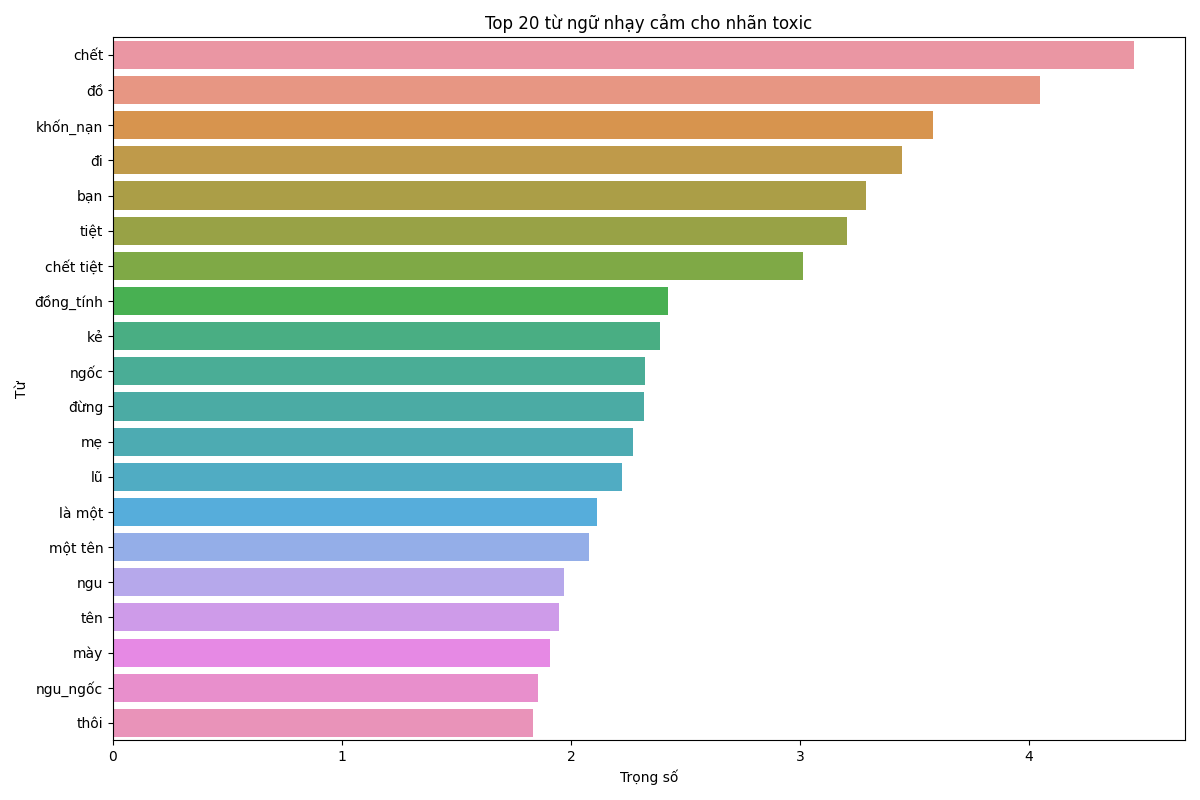 Top 20 từ ngữ nhạy cảm cho nhãn toxic
chết
đồ
khốn_nạn
đi
bạn
tiệt
chết tiệt
đồng_tính
kẻ
ngốc
đừng
mẹ
lũ
là một
một tên
ngu
tên
mày
ngu_ngốc
thôi
Từ
0 1 2 3 4
Trọng số